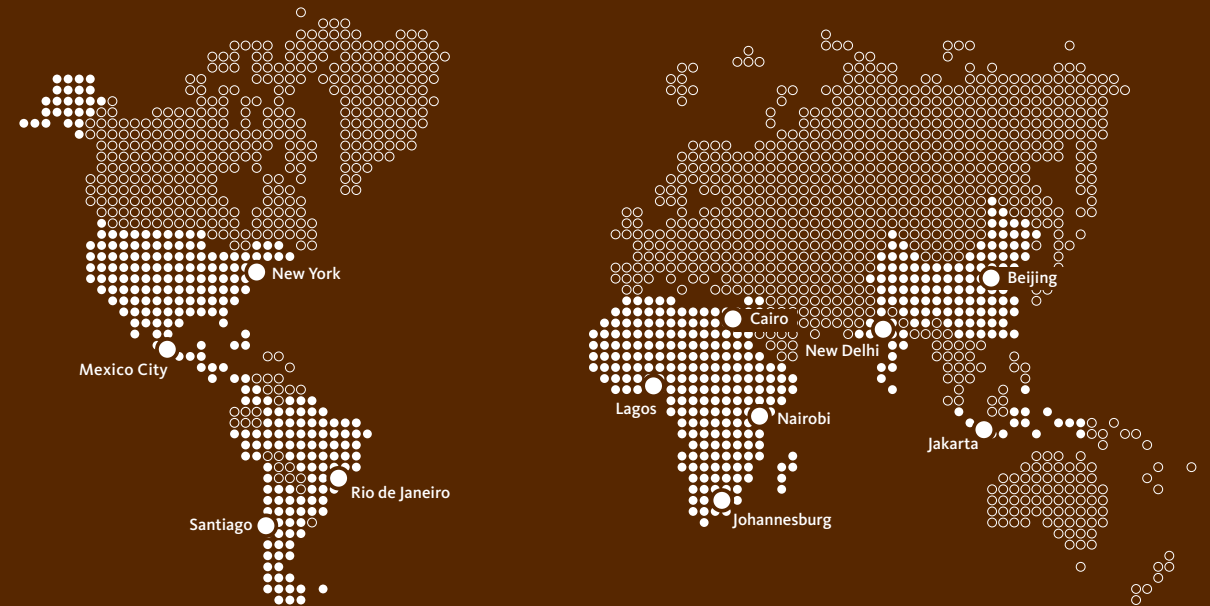 New York
Beijing
Cairo
New Delhi
Mexico City
Lagos
Nairobi
Jakarta
Rio de Janeiro
Johannesburg
Santiago